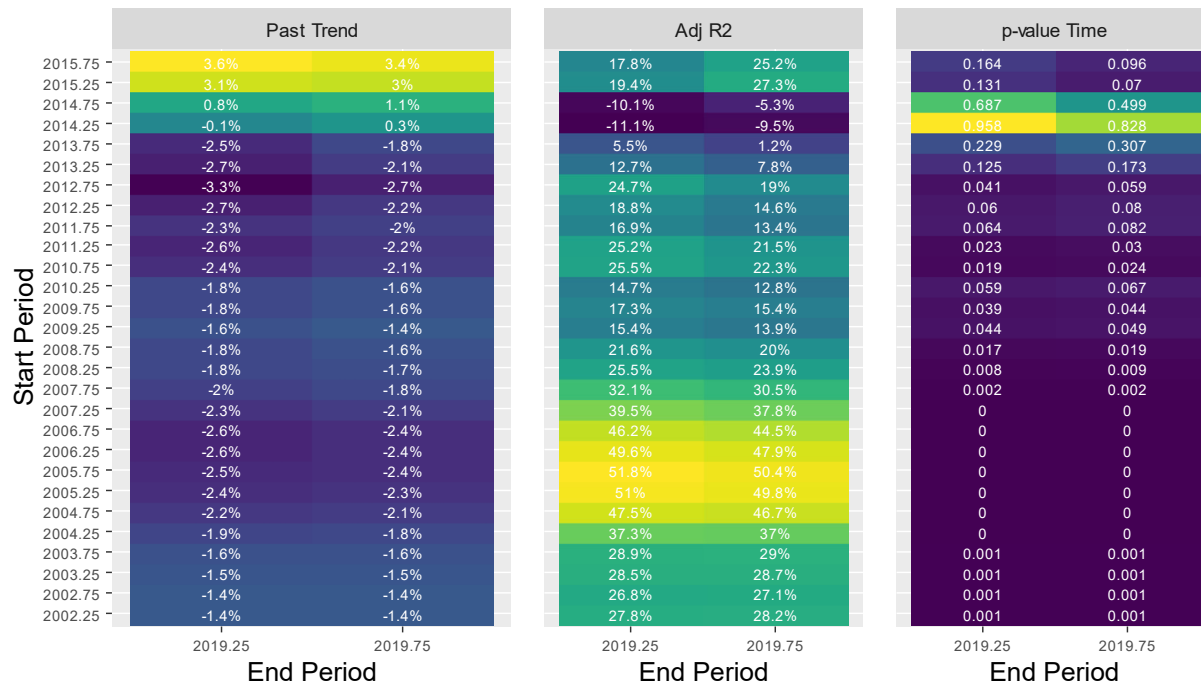 Past Trend Adj R2 p-value Time
Start Period
2015.75 3.6% 3.4% 17.8% 25.2% 0.164 0.096
2015.25 3.1% 3% 19.4% 27.3% 0.131 0.07
2014.75 0.8% 1.1% -10.1% -5.3% 0.687 0.499
2014.25 -0.1% 0.3% -11.1% -9.5% 0.958 0.828
2013.75 -2.5% -1.8% 5.5% 1.2% 0.229 0.307
2013.25 -2.7% -2.1% 12.7% 7.8% 0.125 0.173
2012.75 -3.3% -2.7% 24.7% 19% 0.041 0.059
2012.25 -2.7% -2.2% 18.8% 14.6% 0.06 0.08
2011.75 -2.3% -2% 16.9% 13.4% 0.064 0.082
2011.25 -2.6% -2.2% 25.2% 21.5% 0.023 0.03
2010.75 -2.4% -2.1% 25.5% 22.3% 0.019 0.024
2010.25 -1.8% -1.6% 14.7% 12.8% 0.059 0.067
2009.75 -1.8% -1.6% 17.3% 15.4% 0.039 0.044
2009.25 -1.6% -1.4% 15.4% 13.9% 0.044 0.049
2008.75 -1.8% -1.6% 21.6% 20% 0.017 0.019
2008.25 -1.8% -1.7% 25.5% 23.9% 0.008 0.009
2007.75 -2% -1.8% 32.1% 30.5% 0.002 0.002
2007.25 -2.3% -2.1% 39.5% 37.8% 0 0
2006.75 -2.6% -2.4% 46.2% 44.5% 0 0
2006.25 -2.6% -2.4% 49.6% 47.9% 0 0
2005.75 -2.5% -2.4% 51.8% 50.4% 0 0
2005.25 -2.4% -2.3% 51% 49.8% 0 0
2004.75 -2.2% -2.1% 47.5% 46.7% 0 0
2004.25 -1.9% -1.8% 37.3% 37% 0 0
2003.75 -1.6% -1.6% 28.9% 29% 0.001 0.001
2003.25 -1.5% -1.5% 28.5% 28.7% 0.001 0.001
2002.75 -1.4% -1.4% 26.8% 27.1% 0.001 0.001
2002.25 -1.4% -1.4% 27.8% 28.2% 0.001 0.001
2019.25 2019.75 2019.25 2019.75 2019.25 2019.75
End Period End Period End Period